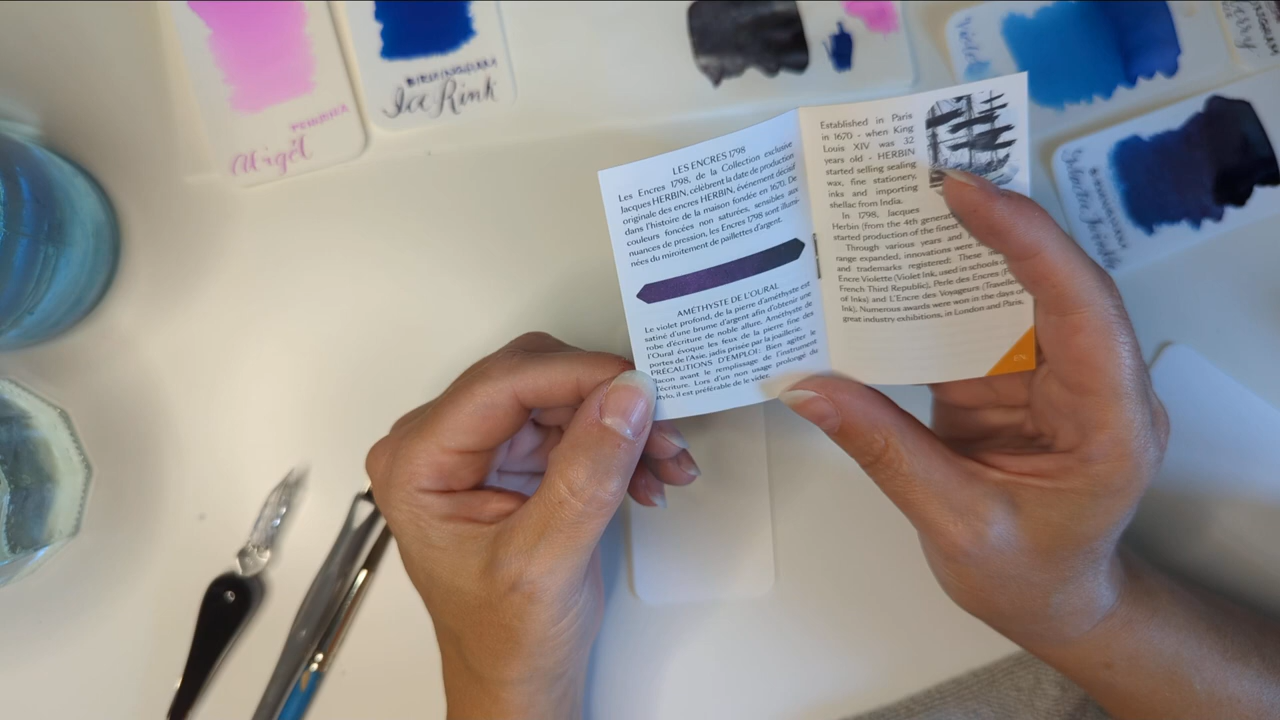 BIRMINGHAM
Ice Rink
Abigél
LES ENCRES 1798
Les Encres 1798, de la Collection exclusive
Jacques HERBIN, célèbrent la date de production
originale des encres HERBIN, événement décisif
dans l'histoire de la maison fondée en 1670. De
couleurs foncées non saturées, sensibles aux
nuances de pression, les Encres 1798 sont illumi-
nées du miroitement de paillettes d'argent.
AMÉTHYSTE DE L'OURAL
Le violet profond, de la pierre d'améthyste est
satiné d'une brume d'argent afin d'obtenir une
robe d'écriture de noble allure. Améthyste de
l'Oural évoque les feux de la pierre fine des
portes de l'Asie, jadis prisée par la joaillerie.
PRÉCAUTIONS D'EMPLOI: Bien agiter le
flacon avant le remplissage de l'instrument
d'écriture. Lors d'un non usage prolongé du
stylo, il est préférable de le vider.
Established in Paris
in 1670 - when King
Louis XIV was 32
years old - HERBIN
started selling sealing
wax, fine stationery,
inks and importing
shellac from India.
In 1798, Jacques
Herbin (from the 4th
started production of the finest
Through various years and
range expanded, innovations were
and trademarks registered: These
Encre Violette (Violet Ink, used in schools
French Third Republic), Perle des Encres
of Inks) and L'Encre des Voyageurs
Ink), Numerous awards were won in the days of
great industry exhibitions, in London and Paris.
EN.
Violet